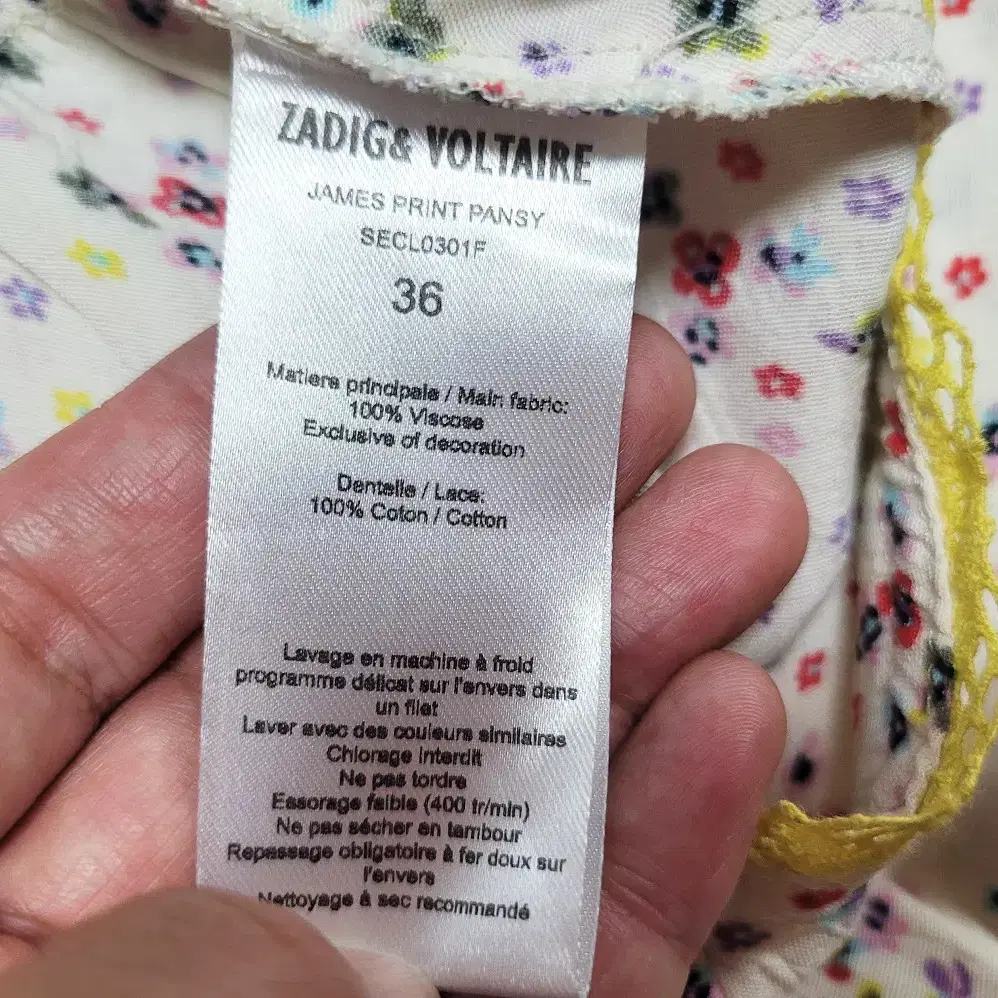 ZADIG& VOLTAIRE
JAMES PRINT PANSY
SECL0301F
36
Matiere principale / Main fabric:
100% Viscose
Exclusive of decoration
Dentelle / Lace:
100% Coton / Cotton
Lavage en machine à froid
programme délicat sur l'envers dans
un filet
Laver avec des couleurs similaires
Chlorage interdit
Ne pas tordre
Essorage faible (400 tr/min)
Ne pas sécher en tambour
Repassage obligatoire à fer doux sur
l'envers
Nettoyage à sec recommandé